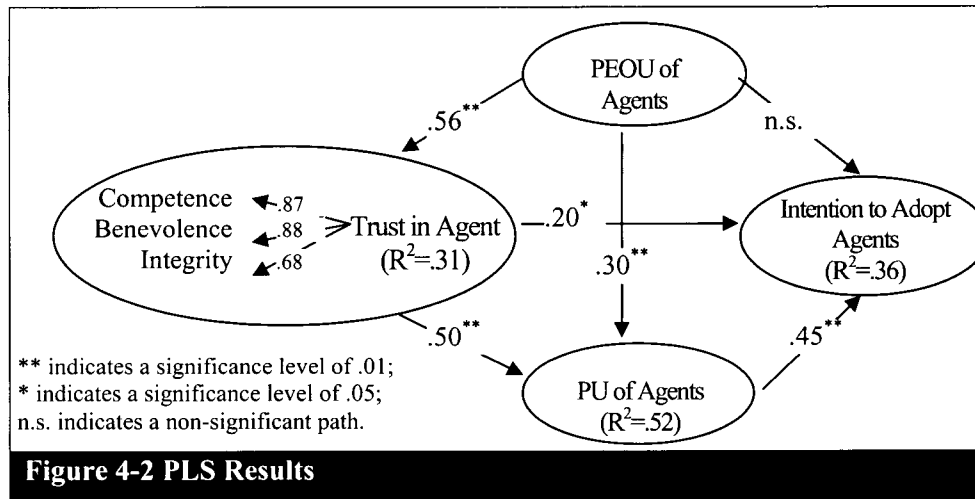 PEOU of
Agents
.56**
n.s.
Competence
.87
Benevolence
.88
Integrity
.68
Trust in Agent
(R²=.31)
.20*
.30**
Intention to Adopt
Agents
(R²=.36)
.50**
.45**
PU of Agents
(R²=.52)
** indicates a significance level of .01;
* indicates a significance level of .05;
n.s. indicates a non-significant path.
Figure 4-2 PLS Results